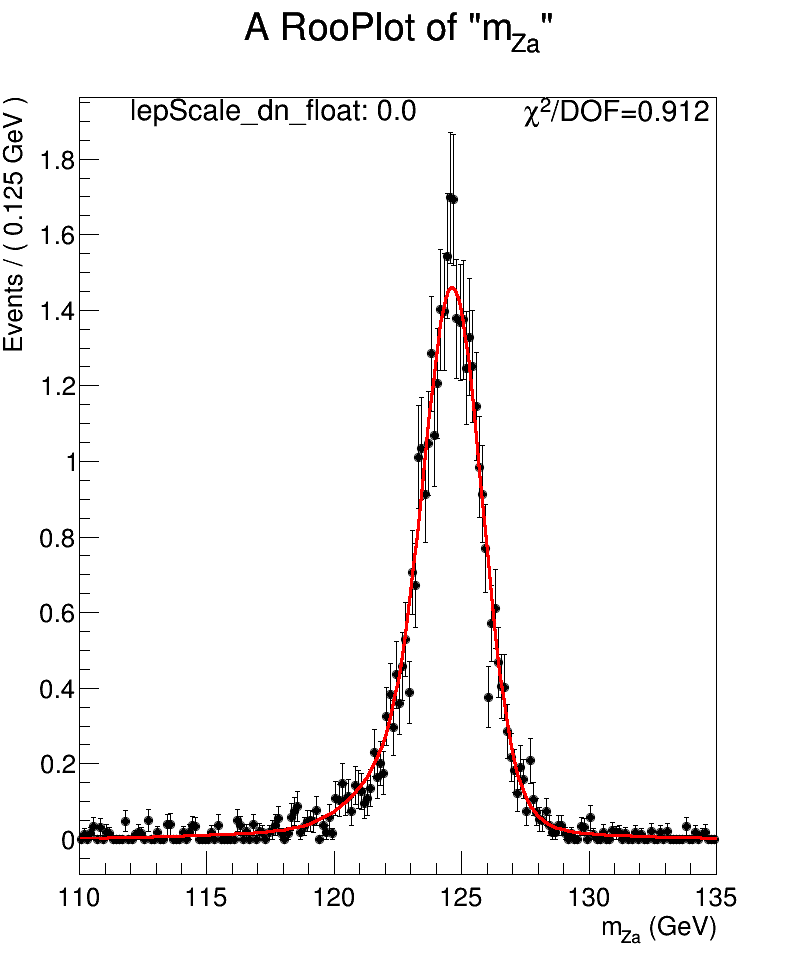 A RooPlot of "m_Za"
lepScale_dn_float: 0.0
χ²/DOF=0.912
Events / ( 0.125 GeV )
1.8
1.6
1.4
1.2
1
0.8
0.6
0.4
0.2
0
110 115 120 125 130 135
m_Za (GeV)